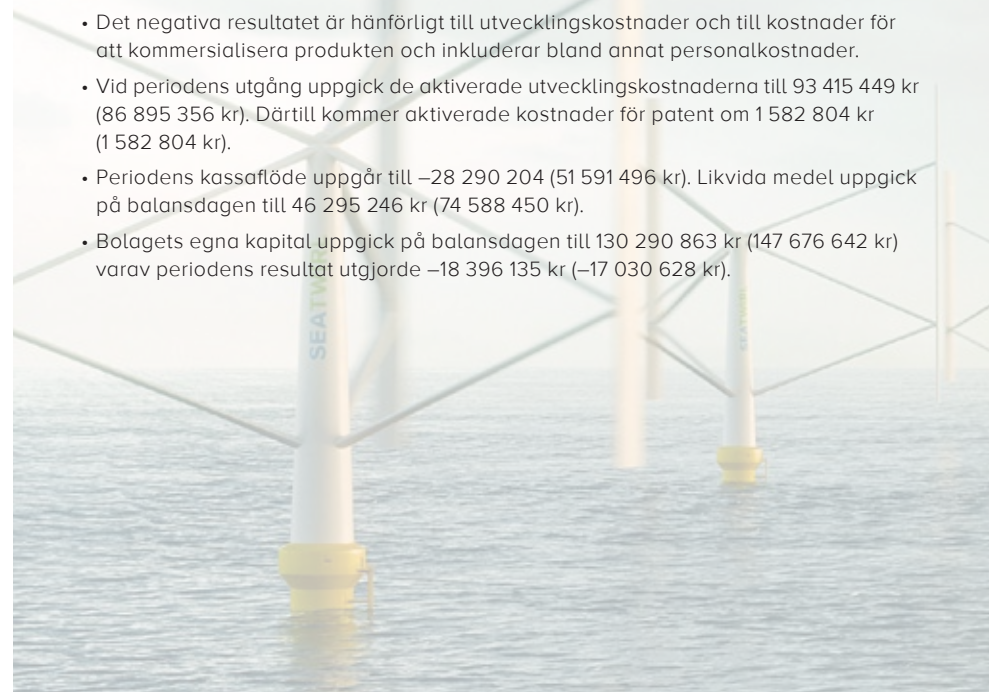 • Det negativa resultatet är hänförligt till utvecklingskostnader och till kostnader för
att kommersialisera produkten och inkluderar bland annat personalkostnader.
• Vid periodens utgång uppgick de aktiverade utvecklingskostnaderna till 93 415 449 kr
(86 895 356 kr). Därtill kommer aktiverade kostnader för patent om 1 582 804 kr
(1 582 804 kr).
• Periodens kassaflöde uppgår till –28 290 204 (51 591 496 kr). Likvida medel uppgick
på balansdagen till 46 295 246 kr (74 588 450 kr).
• Bolagets egna kapital uppgick på balansdagen till 130 290 863 kr (147 676 642 kr)
varav periodens resultat utgjorde –18 396 135 kr (–17 030 628 kr).
SEATWIRL
SEATWIRL